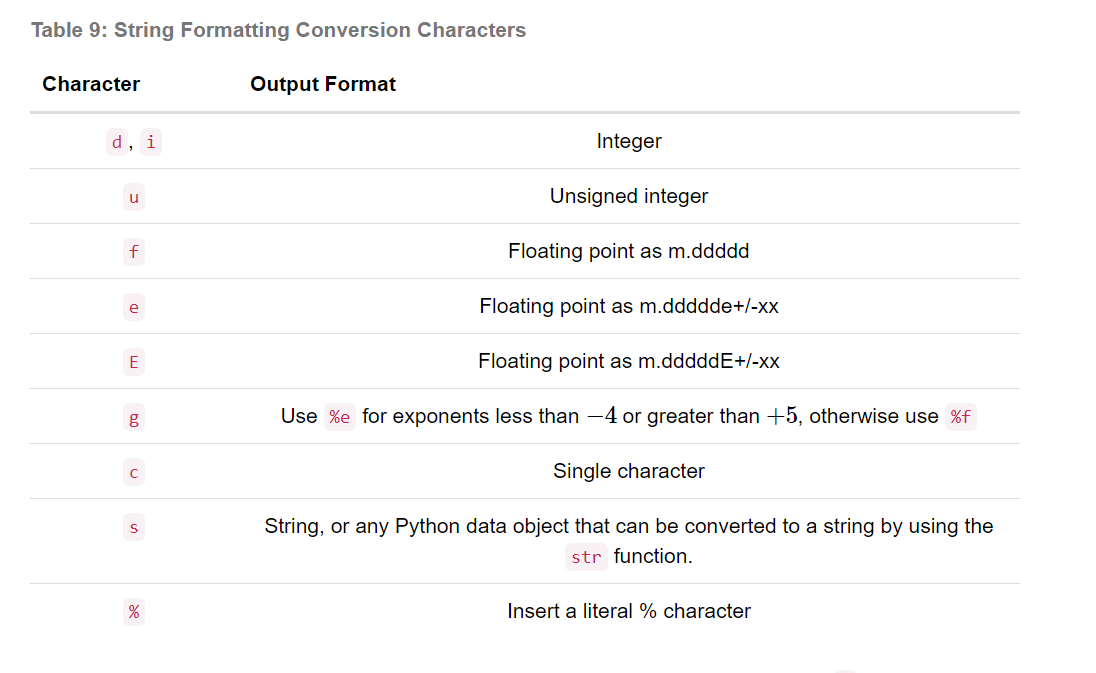 Table 9: String Formatting Conversion Characters
Character Output Format
d, i Integer
u Unsigned integer
f Floating point as m.ddddd
e Floating point as m.ddddde+/-xx
E Floating point as m.dddddE+/-xx
g Use %e for exponents less than −4 or greater than +5, otherwise use %f
c Single character
s String, or any Python data object that can be converted to a string by using the
str function.
% Insert a literal % character